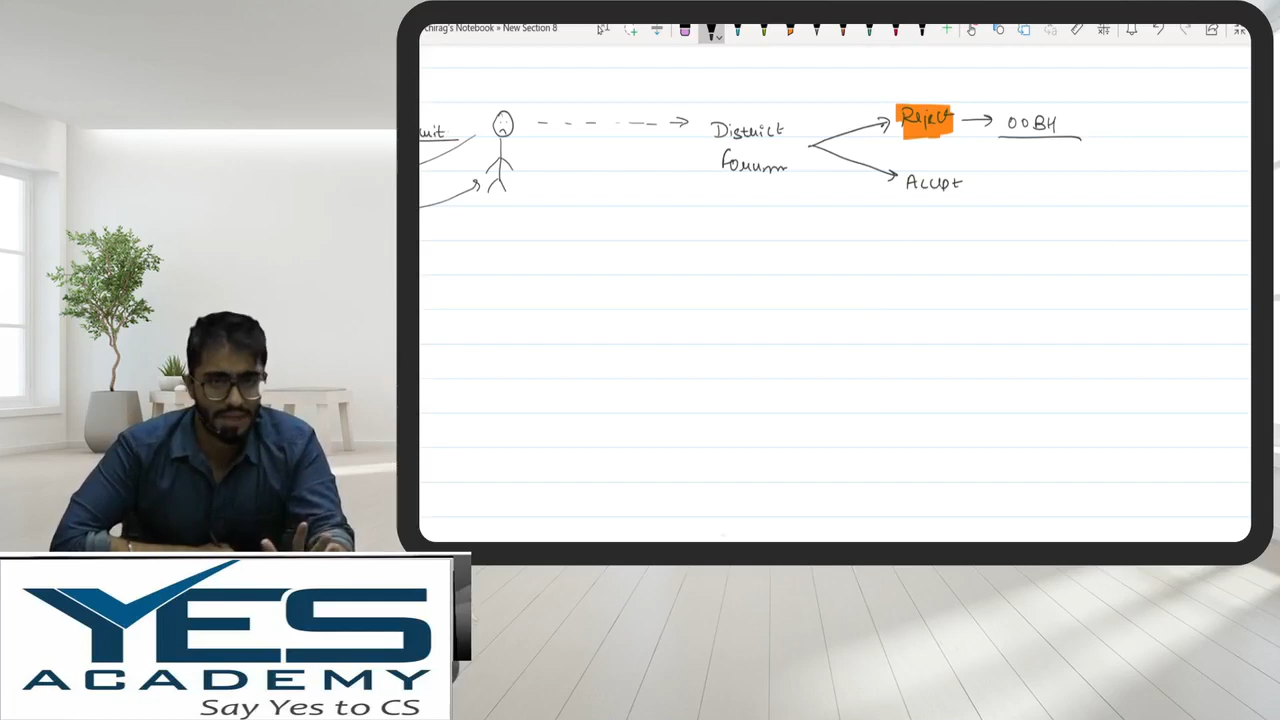 chirag's Notebook » New Section 8
uit
District
Forum
Reject
OOBH
Accept
YES
ACADEMY
Say Yes to CS